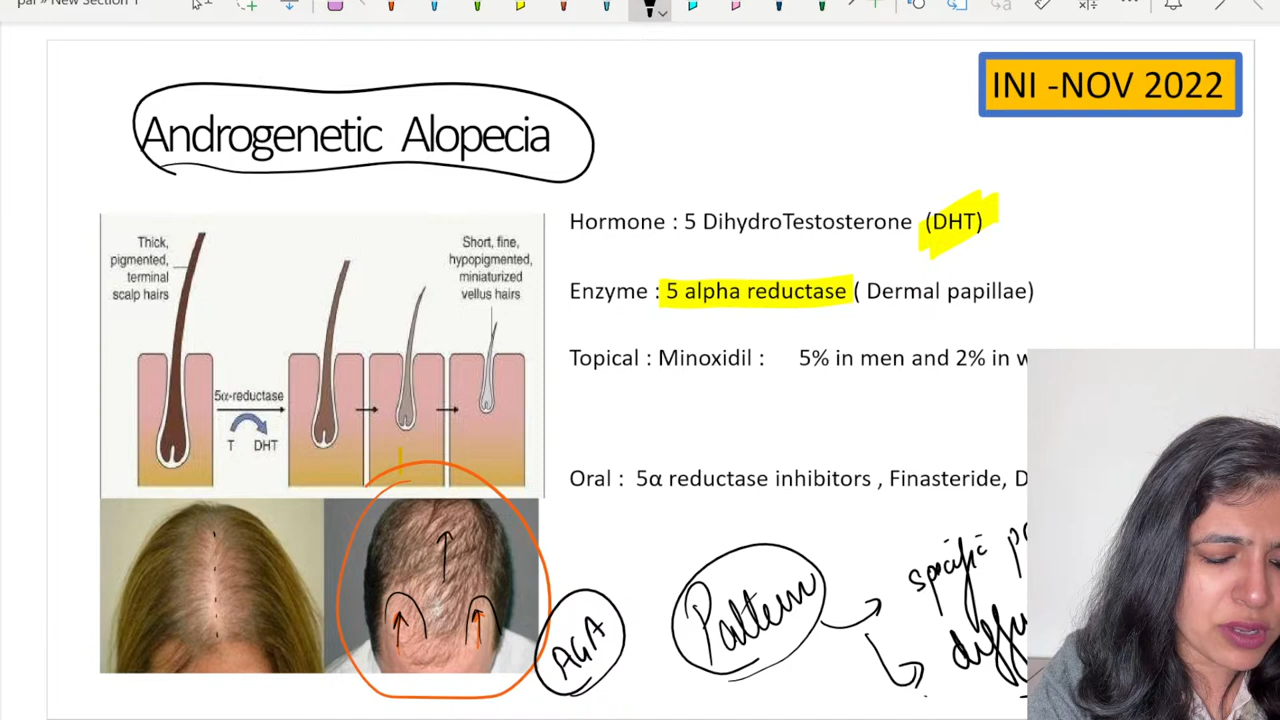 INI -NOV 2022
Androgenetic Alopecia
Hormone : 5 DihydroTestosterone (DHT)
Enzyme : 5 alpha reductase ( Dermal papillae)
Topical : Minoxidil : 5% in men and 2% in
Oral : 5α reductase inhibitors , Finasteride,
Thick,
pigmented,
terminal
scalp hairs
Short, fine,
hypopigmented,
miniaturized
vellus hairs
5α-reductase
T DHT
AGA
Pattern
specific